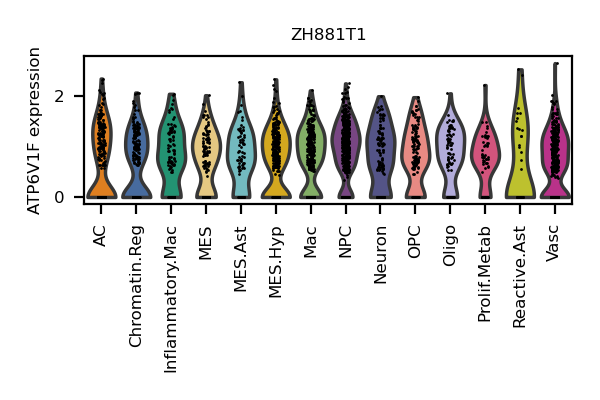 ZH881T1
ATP6V1F expression
2
0
AC
Chromatin.Reg
Inflammatory.Mac
MES
MES.Ast
MES.Hyp
Mac
NPC
Neuron
OPC
Oligo
Prolif.Metab
Reactive.Ast
Vasc